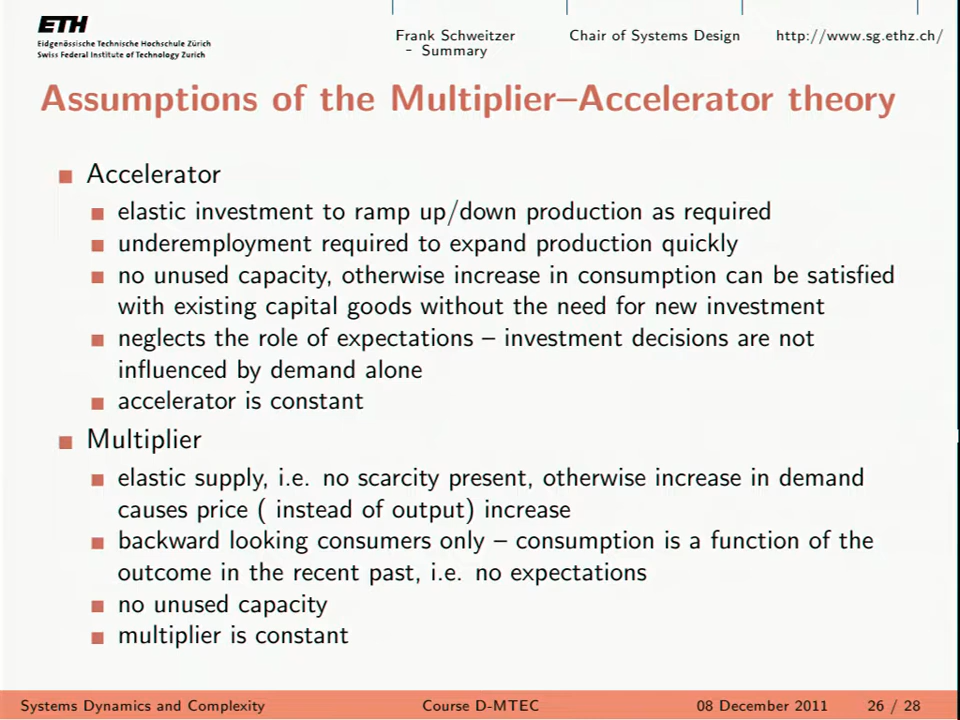 ETH
Eidgenössische Technische Hochschule Zürich
Swiss Federal Institute of Technology Zurich
Frank Schweitzer
- Summary
Chair of Systems Design
http://www.sg.ethz.ch/
Assumptions of the Multiplier–Accelerator theory
Accelerator
elastic investment to ramp up/down production as required
underemployment required to expand production quickly
no unused capacity, otherwise increase in consumption can be satisfied
with existing capital goods without the need for new investment
neglects the role of expectations – investment decisions are not
influenced by demand alone
accelerator is constant
Multiplier
elastic supply, i.e. no scarcity present, otherwise increase in demand
causes price ( instead of output) increase
backward looking consumers only – consumption is a function of the
outcome in the recent past, i.e. no expectations
no unused capacity
multiplier is constant
Systems Dynamics and Complexity
Course D-MTEC
08 December 2011
26 / 28